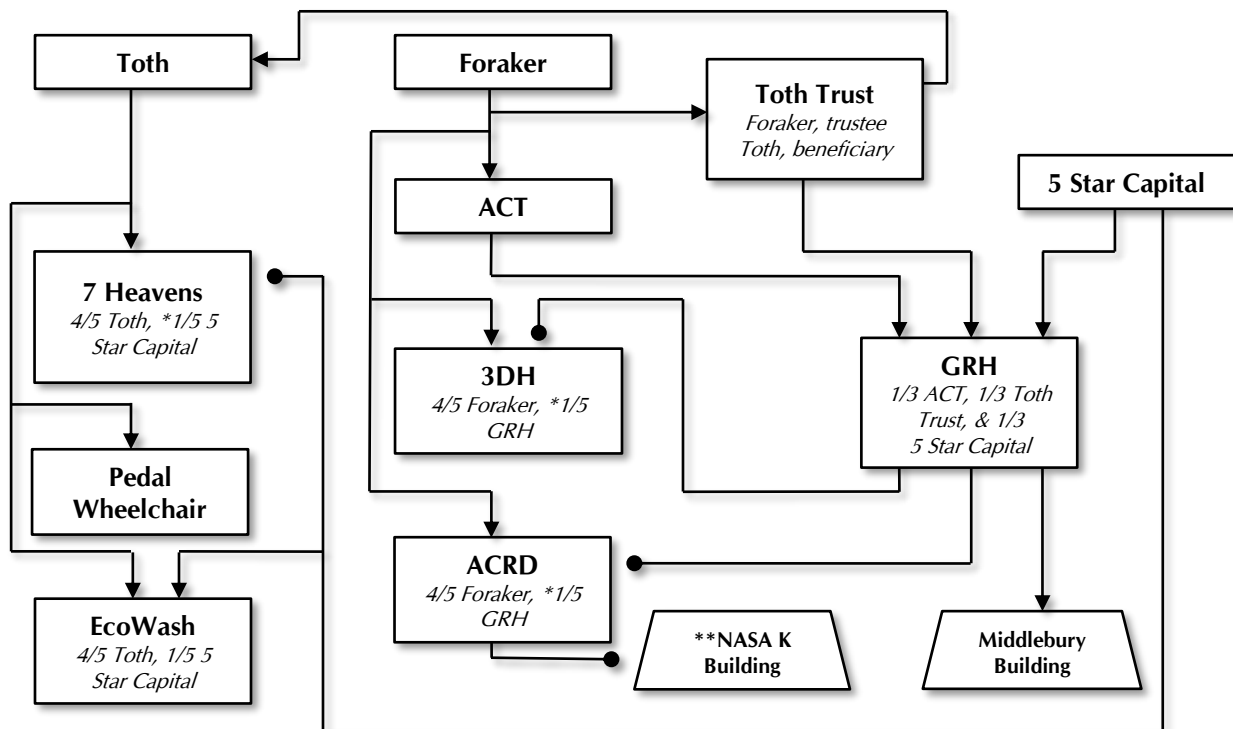 Toth
Foraker
Toth Trust
Foraker, trustee
Toth, beneficiary
5 Star Capital
ACT
7 Heavens
4/5 Toth, *1/5 5
Star Capital
3DH
4/5 Foraker, *1/5
GRH
GRH
1/3 ACT, 1/3 Toth
Trust, & 1/3
5 Star Capital
Pedal
Wheelchair
ACRD
4/5 Foraker, *1/5
GRH
EcoWash
4/5 Toth, 1/5 5
Star Capital
**NASA K
Building
Middlebury
Building